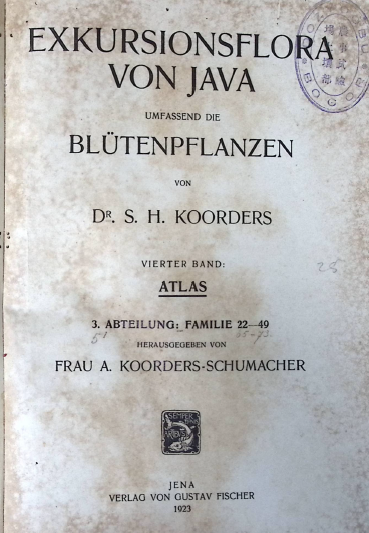 EXKURSIONSFLORA
VON JAVA
UMFASSEND DIE
BLÜTENPFLANZEN
VON
DR. S. H. KOORDERS
VIERTER BAND:
ATLAS
3. ABTEILUNG: FAMILIE 22—49
HERAUSGEGEBEN VON
FRAU A. KOORDERS-SCHUMACHER
SEMPER
JENA
VERLAG VON GUSTAV FISCHER
1923